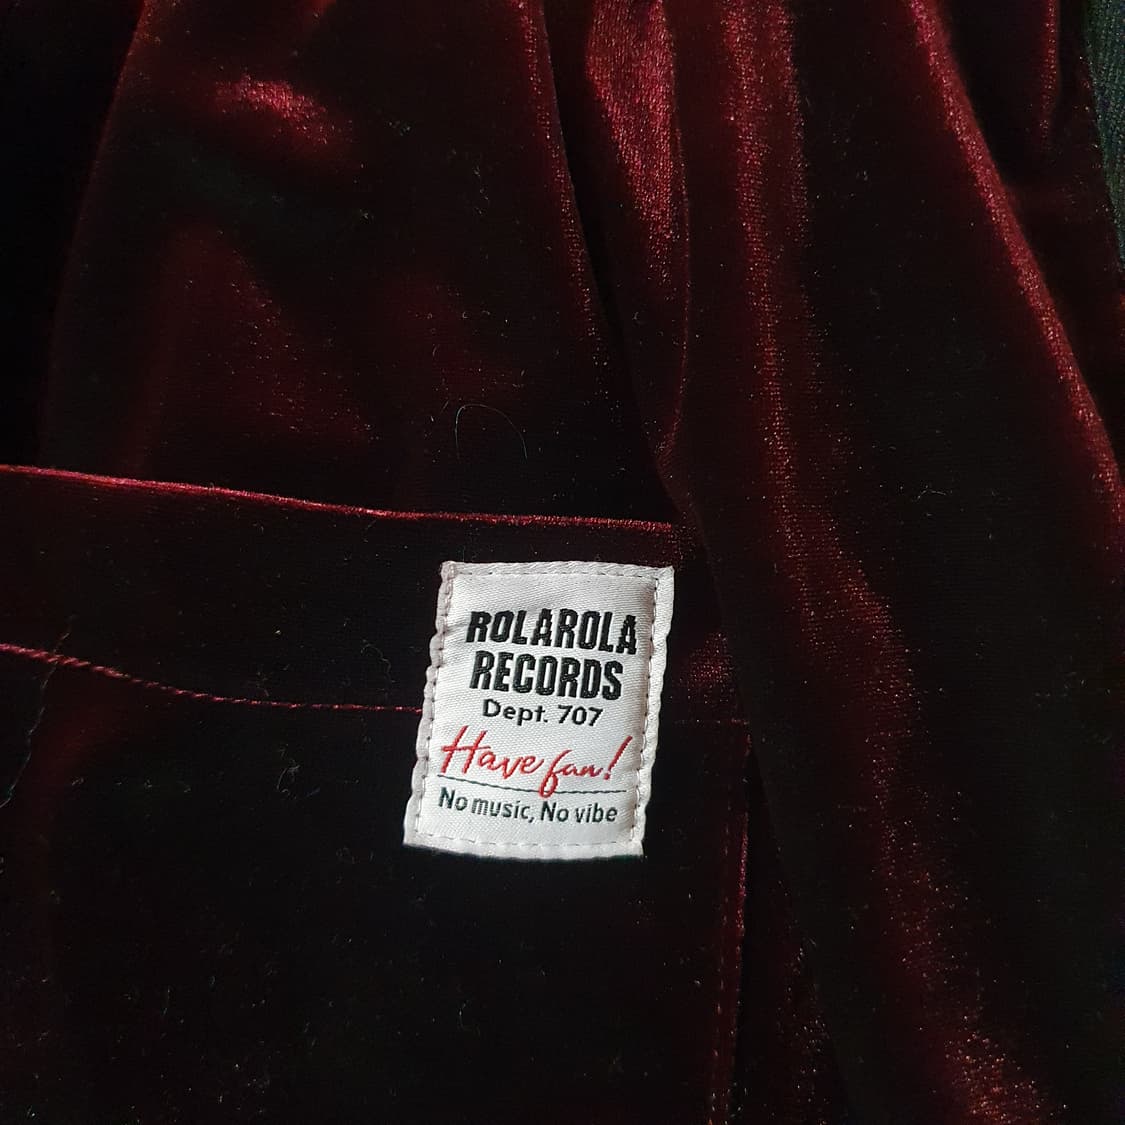 ROLAROLA
RECORDS
Dept. 707
Have fun!
No music, No vibe